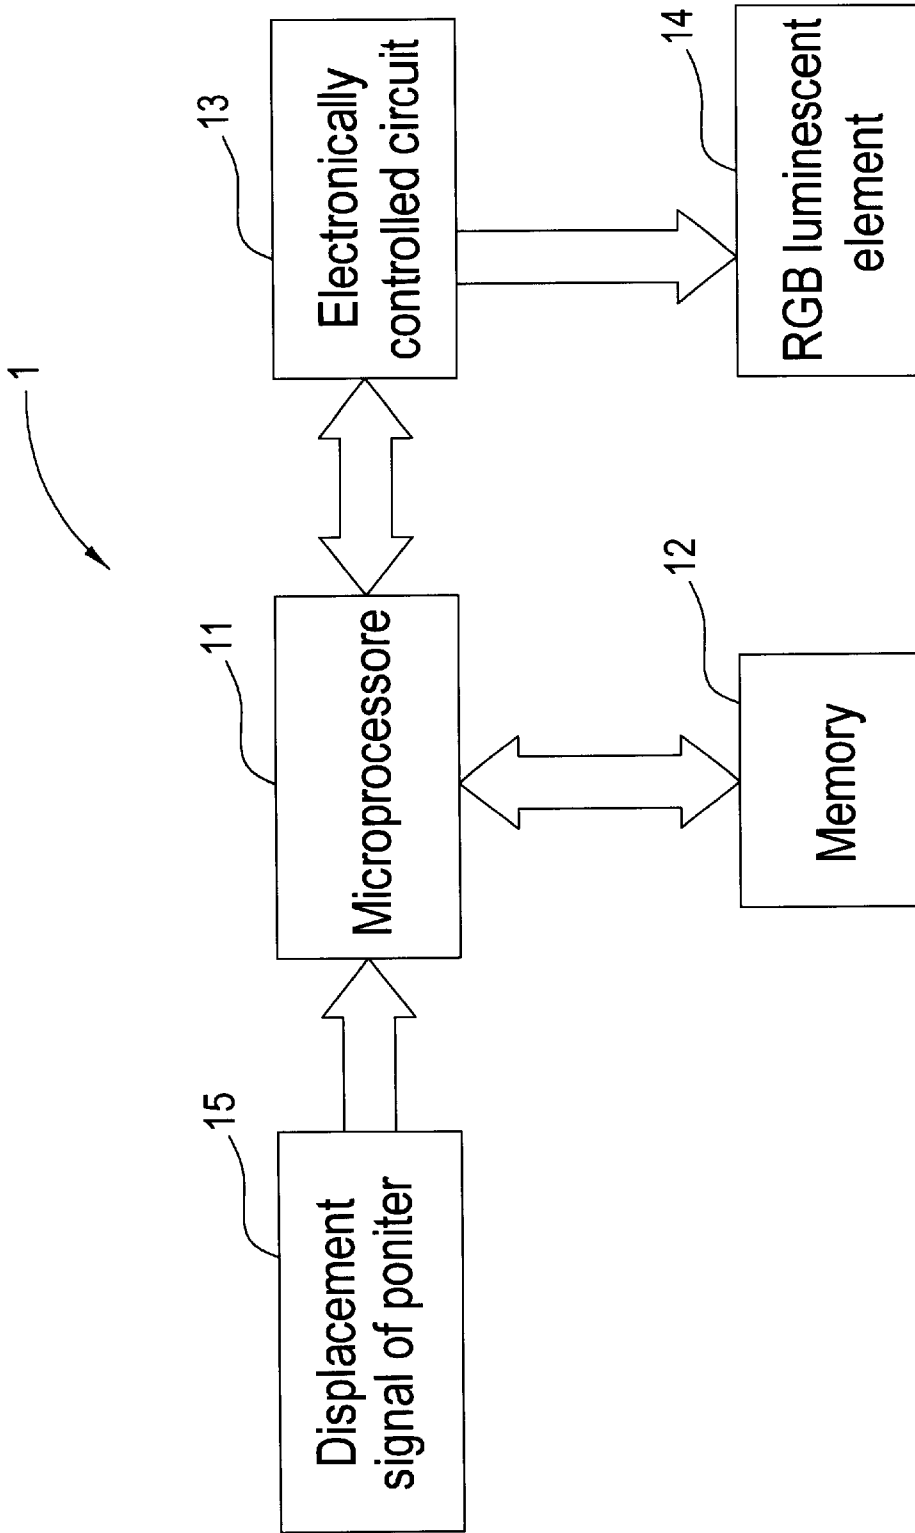 1
15
Displacement
signal of poniter
11
Microprocessore
13
Electronically
controlled circuit
12
Memory
14
RGB luminescent
element